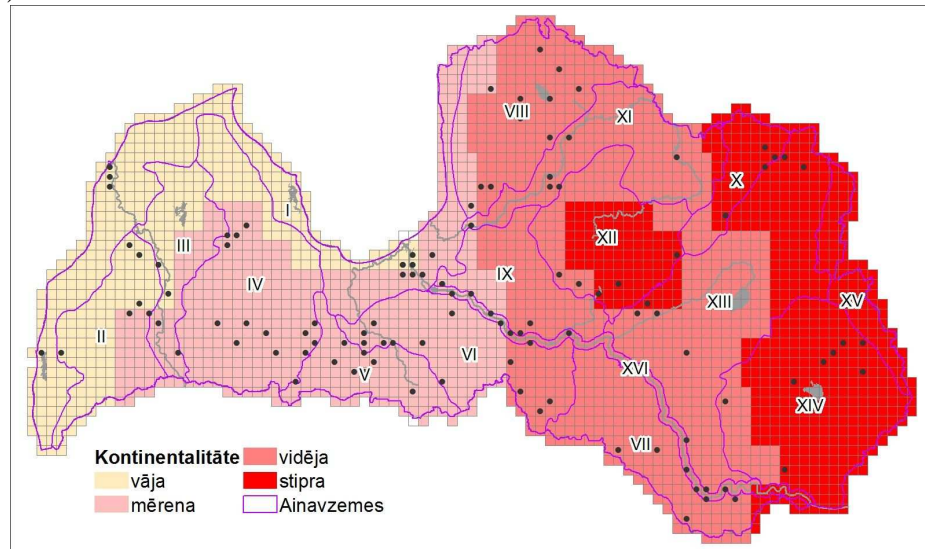 VIII
XI
X
I
III
XII
IV
IX
XIII
XV
II
VI
XVI
V
XIV
VII
Kontinentalitāte
vāja
mērena
vidēja
stipra
Ainavzemes